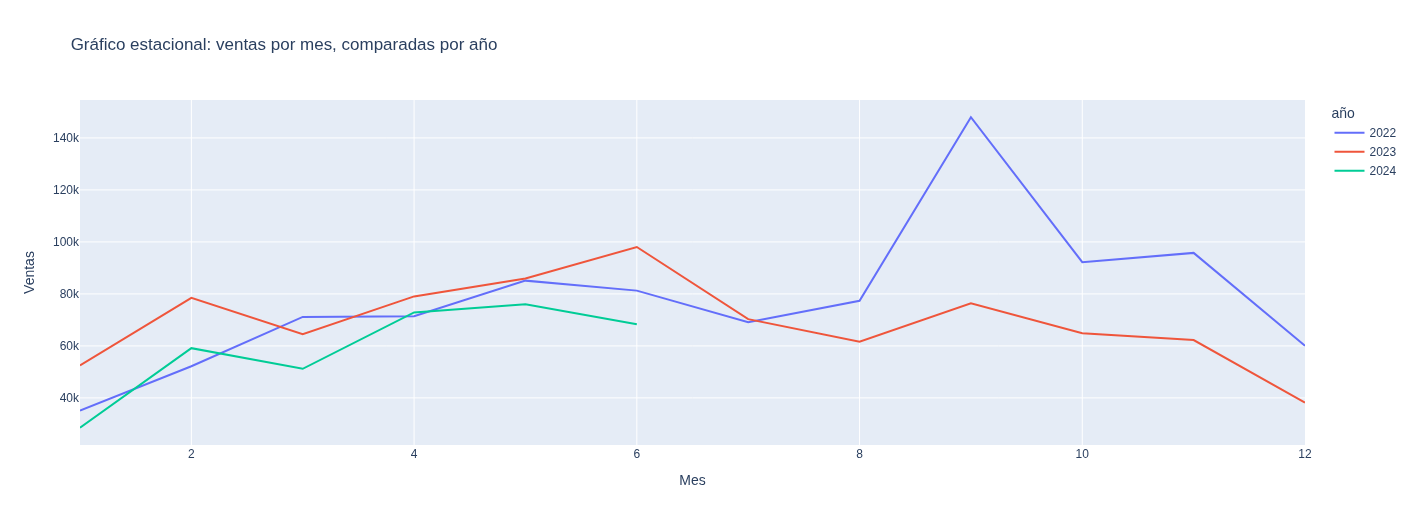 Gráfico estacional: ventas por mes, comparadas por año
año
2022
2023
2024
140k
120k
100k
80k
60k
40k
Ventas
2
4
6
8
10
12
Mes